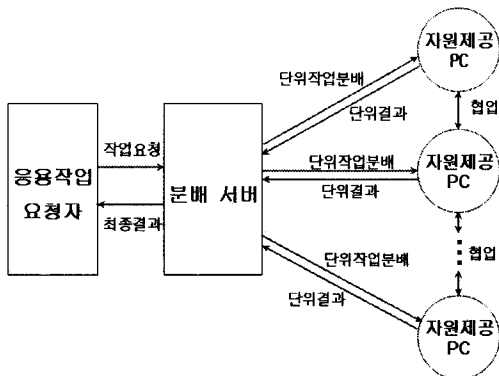 자원제공
PC
단위작업분배
단위결과
협업
작업요청
응용작업
요청자
최종결과
분배 서버
단위작업분배
단위결과
자원제공
PC
협업
단위작업분배
단위결과
자원제공
PC